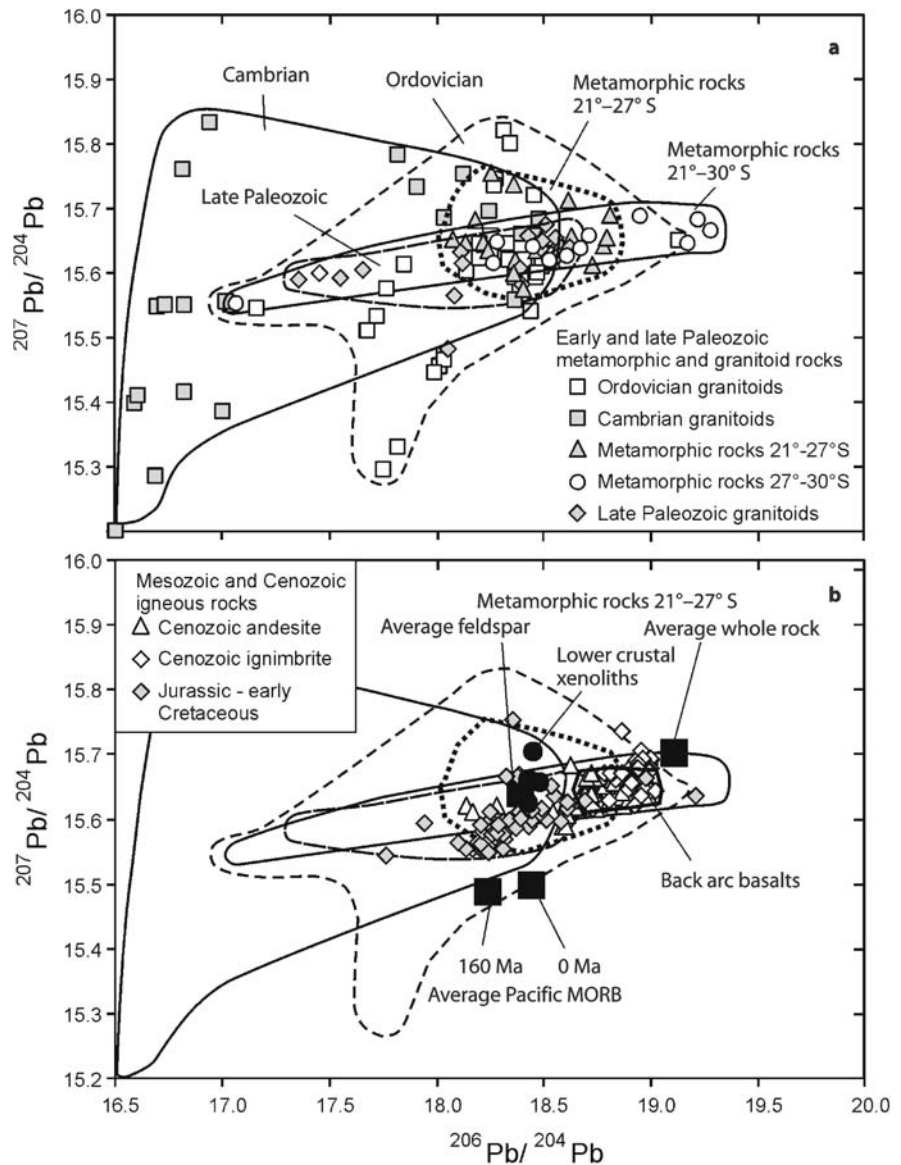 16.0
a
Cambrian
Ordovician
Metamorphic rocks
21°–27° S
15.9
15.8
Metamorphic rocks
21°–30° S
Late Paleozoic
15.7
207Pb/ 204Pb
15.6
15.5
Early and late Paleozoic
metamorphic and granitoid rocks
Ordovician granitoids
15.4
Cambrian granitoids
Metamorphic rocks 21°-27°S
15.3
Metamorphic rocks 27°-30°S
Late Paleozoic granitoids
16.0
b
Mesozoic and Cenozoic
igneous rocks
Cenozoic andesite
Cenozoic ignimbrite
Jurassic - early
Cretaceous
Metamorphic rocks 21°–27° S
Average feldspar
Average whole rock
Lower crustal
xenoliths
15.9
15.8
15.7
207Pb/ 204Pb
15.6
Back arc basalts
15.5
15.4
160 Ma
0 Ma
Average Pacific MORB
15.3
15.2
16.5
17.0
17.5
18.0
18.5
19.0
19.5
20.0
206Pb/ 204Pb